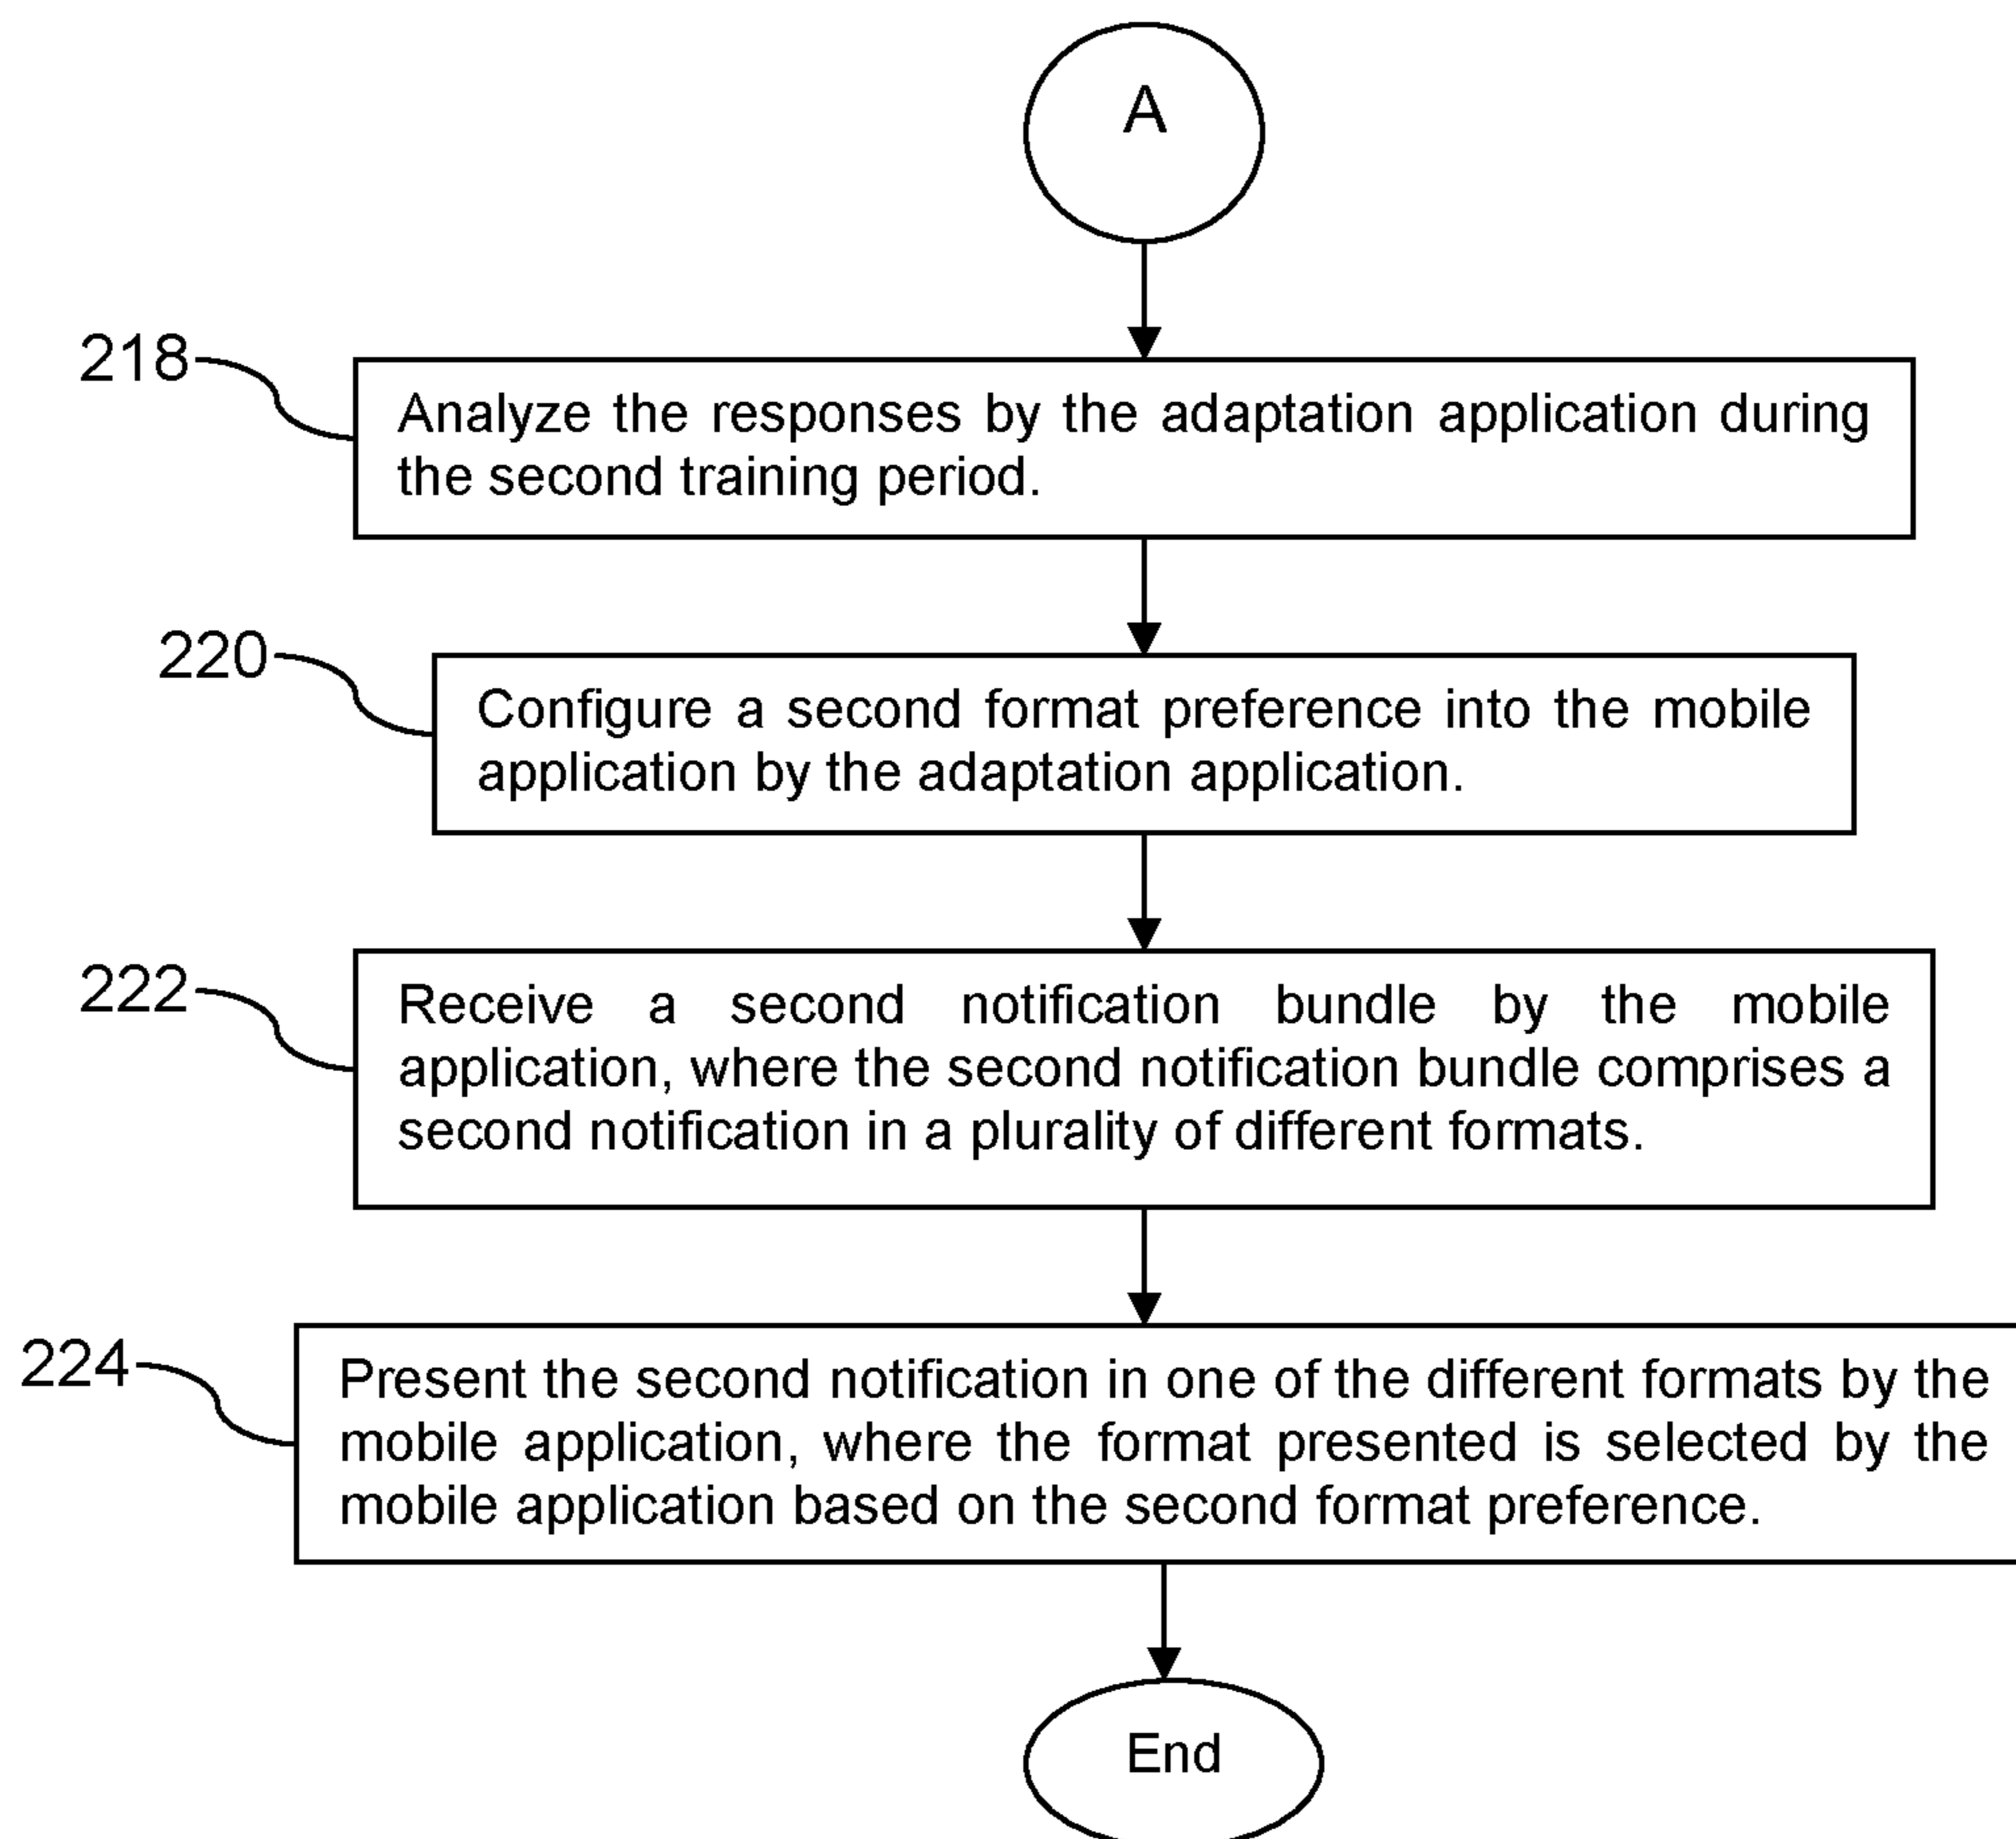 A
218
Analyze the responses by the adaptation application during
the second training period.
220
Configure a second format preference into the mobile
application by the adaptation application.
222
Receive a second notification bundle by the mobile
application, where the second notification bundle comprises a
second notification in a plurality of different formats.
224
Present the second notification in one of the different formats by the
mobile application, where the format presented is selected by the
mobile application based on the second format preference.
End